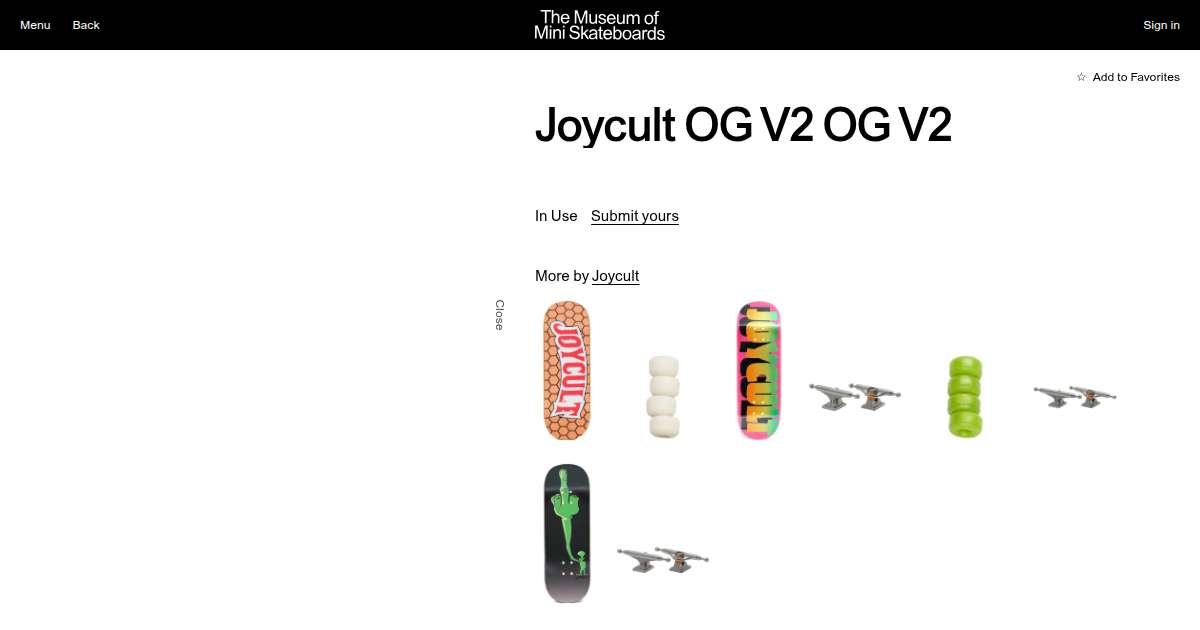 Menu
Back
The Museum of
Mini Skateboards
Sign in
☆ Add to Favorites
Joycult OG V2 OG V2
In Use
Submit yours
More by Joycult
Close
JOYCULT
JOYCULT